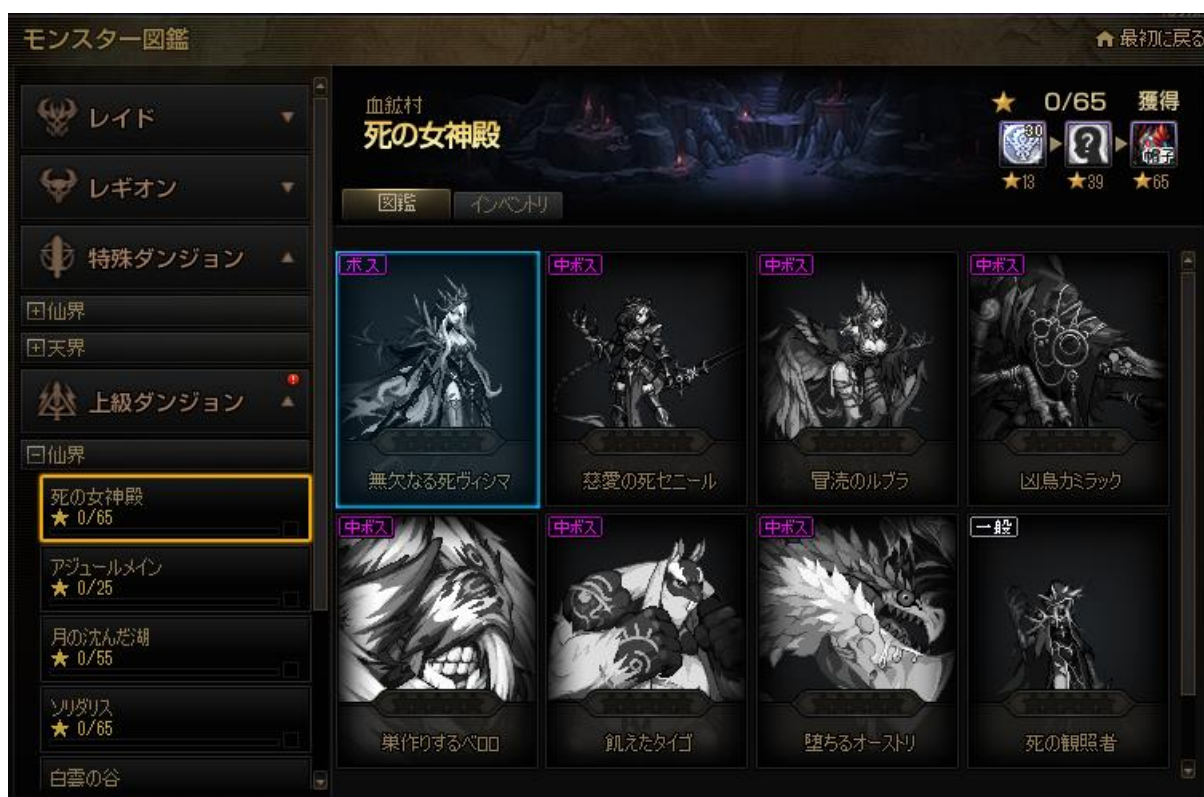 モンスター図鑑
最初に戻る
レイド
レギオン
特殊ダンジョン
仙界
天界
上級ダンジョン
仙界
死の女神殿
★ 0/65
アジュールメイン
★ 0/25
月の沈んだ湖
★ 0/55
ソリダリス
★ 0/65
白雲の谷
血鉱村
死の女神殿
★ 0/65 獲得
30
?
帽子
★13 ★39 ★65
図鑑 インベントリ
ボス
無欠なる死ヴィシマ
中ボス
慈愛の死セニール
中ボス
冒涜のルブラ
中ボス
凶鳥カミラック
中ボス
巣作りするベロロ
中ボス
飢えたタイゴ
中ボス
堕ちるオーストリ
一般
死の観照者